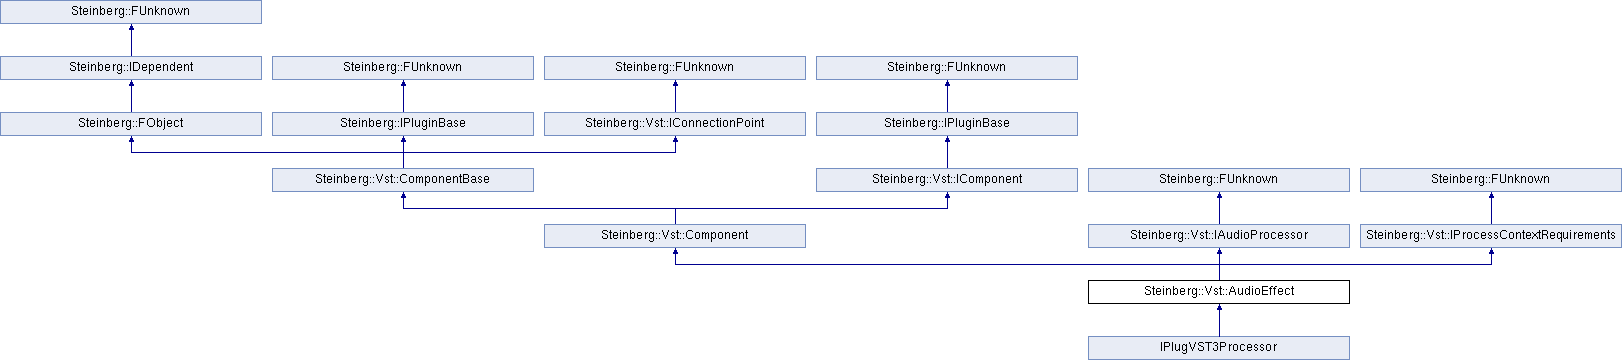 Steinberg::FUnknown
Steinberg::IDependent
Steinberg::FUnknown
Steinberg::FUnknown
Steinberg::FUnknown
Steinberg::FObject
Steinberg::IPluginBase
Steinberg::Vst::IConnectionPoint
Steinberg::IPluginBase
Steinberg::Vst::ComponentBase
Steinberg::Vst::IComponent
Steinberg::FUnknown
Steinberg::FUnknown
Steinberg::Vst::Component
Steinberg::Vst::IAudioProcessor
Steinberg::Vst::IProcessContextRequirements
Steinberg::Vst::AudioEffect
IPlugVST3Processor